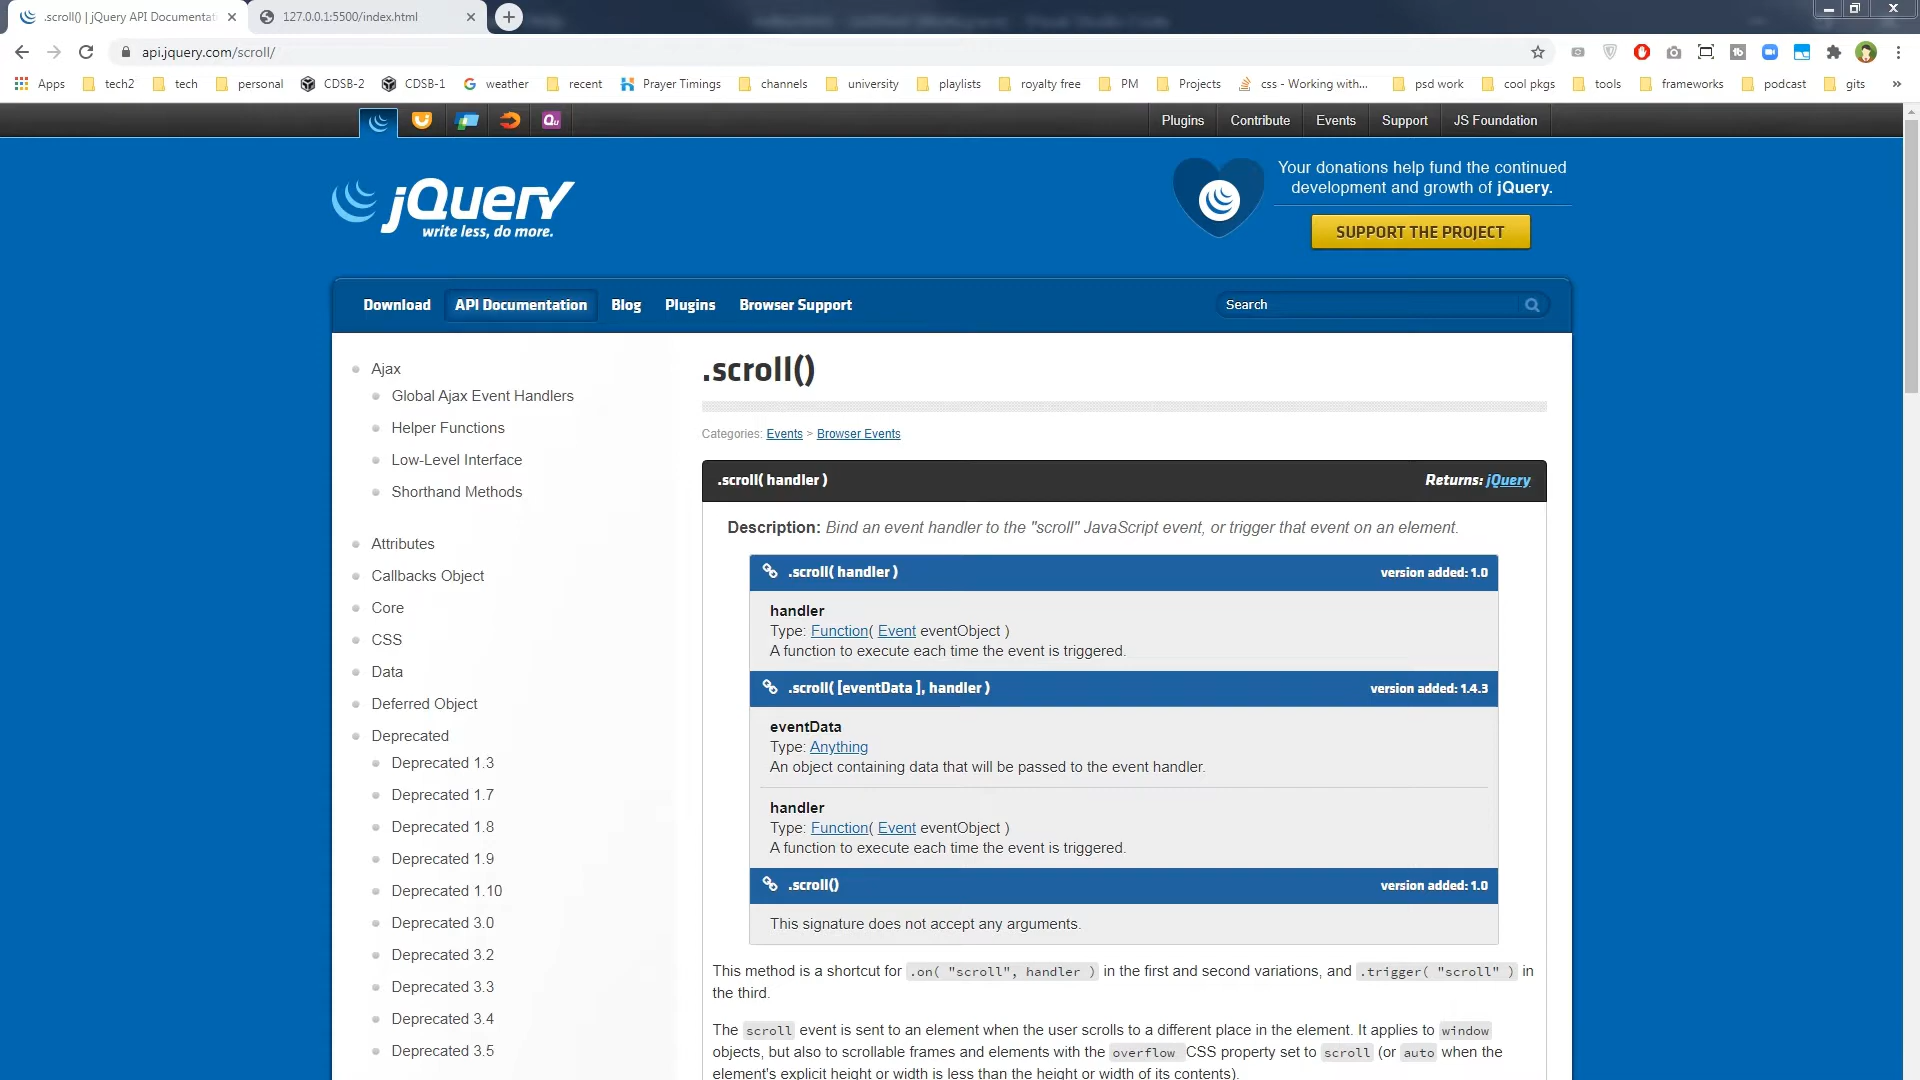 .scroll() | jQuery API Documentat
127.0.0.1:5500/index.html
api.jquery.com/scroll/
Apps tech2 tech personal CDSB-2 CDSB-1 weather recent Prayer Timings channels university playlists royalty free PM Projects css - Working with... psd work cool pkgs tools frameworks podcast gits »
Qu
Plugins Contribute Events Support JS Foundation
jQuery
write less, do more.
Your donations help fund the continued
development and growth of jQuery.
SUPPORT THE PROJECT
Download API Documentation Blog Plugins Browser Support Search
Ajax
Global Ajax Event Handlers
Helper Functions
Low-Level Interface
Shorthand Methods
Attributes
Callbacks Object
Core
CSS
Data
Deferred Object
Deprecated
Deprecated 1.3
Deprecated 1.7
Deprecated 1.8
Deprecated 1.9
Deprecated 1.10
Deprecated 3.0
Deprecated 3.2
Deprecated 3.3
Deprecated 3.4
Deprecated 3.5
.scroll()
Categories: Events > Browser Events
.scroll( handler ) Returns: jQuery
Description: Bind an event handler to the "scroll" JavaScript event, or trigger that event on an element.
.scroll( handler ) version added: 1.0
handler
Type: Function( Event eventObject )
A function to execute each time the event is triggered.
.scroll( [eventData ], handler ) version added: 1.4.3
eventData
Type: Anything
An object containing data that will be passed to the event handler.
handler
Type: Function( Event eventObject )
A function to execute each time the event is triggered.
.scroll() version added: 1.0
This signature does not accept any arguments.
This method is a shortcut for .on( "scroll", handler ) in the first and second variations, and .trigger( "scroll" ) in
the third.
The scroll event is sent to an element when the user scrolls to a different place in the element. It applies to window
objects, but also to scrollable frames and elements with the overflow CSS property set to scroll (or auto when the
element's explicit height or width is less than the height or width of its contents).